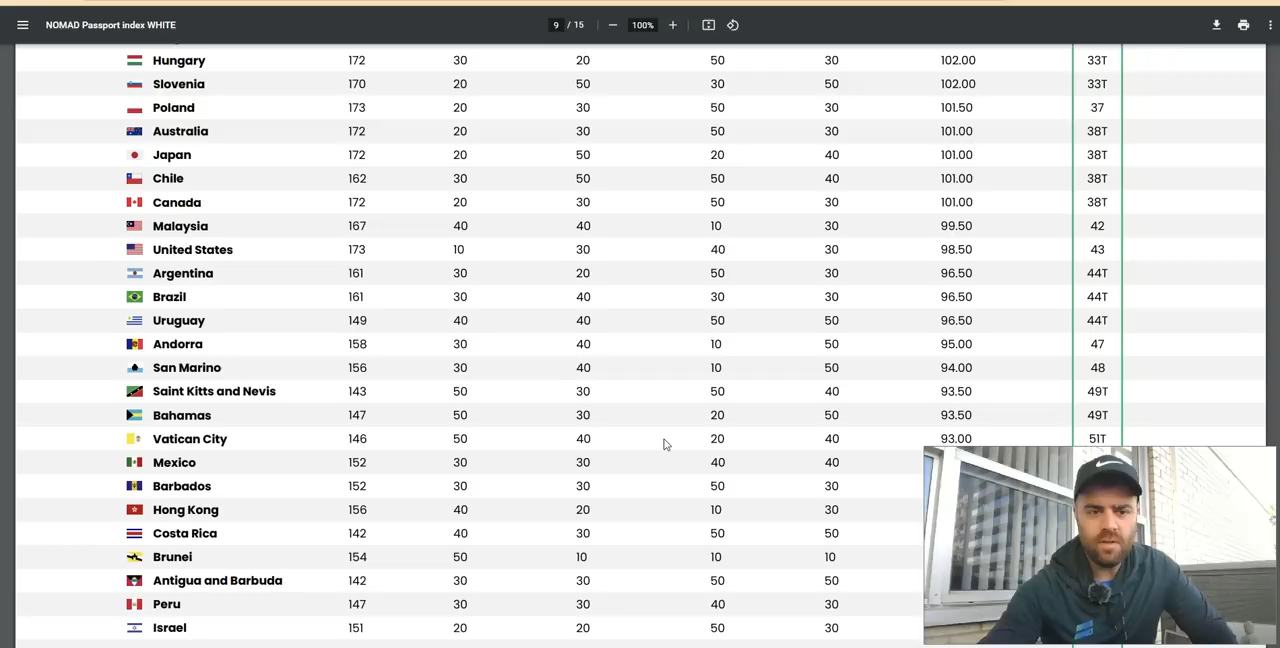 NOMAD Passport index WHITE 9 / 15 100%
Hungary 172 30 20 50 30 102.00 33T
Slovenia 170 20 50 30 50 102.00 33T
Poland 173 20 30 50 30 101.50 37
Australia 172 20 30 50 30 101.00 38T
Japan 172 20 50 20 40 101.00 38T
Chile 162 30 50 50 40 101.00 38T
Canada 172 20 30 50 30 101.00 38T
Malaysia 167 40 40 10 30 99.50 42
United States 173 10 30 40 30 98.50 43
Argentina 161 30 20 50 30 96.50 44T
Brazil 161 30 40 30 30 96.50 44T
Uruguay 149 40 40 50 50 96.50 44T
Andorra 158 30 40 10 50 95.00 47
San Marino 156 30 40 10 50 94.00 48
Saint Kitts and Nevis 143 50 30 50 40 93.50 49T
Bahamas 147 50 30 20 50 93.50 49T
Vatican City 146 50 40 20 40 93.00 51T
Mexico 152 30 30 40 40
Barbados 152 30 30 50 30
Hong Kong 156 40 20 10 30
Costa Rica 142 40 30 50 50
Brunei 154 50 10 10 10
Antigua and Barbuda 142 30 30 50 50
Peru 147 30 30 40 30
Israel 151 20 20 50 30